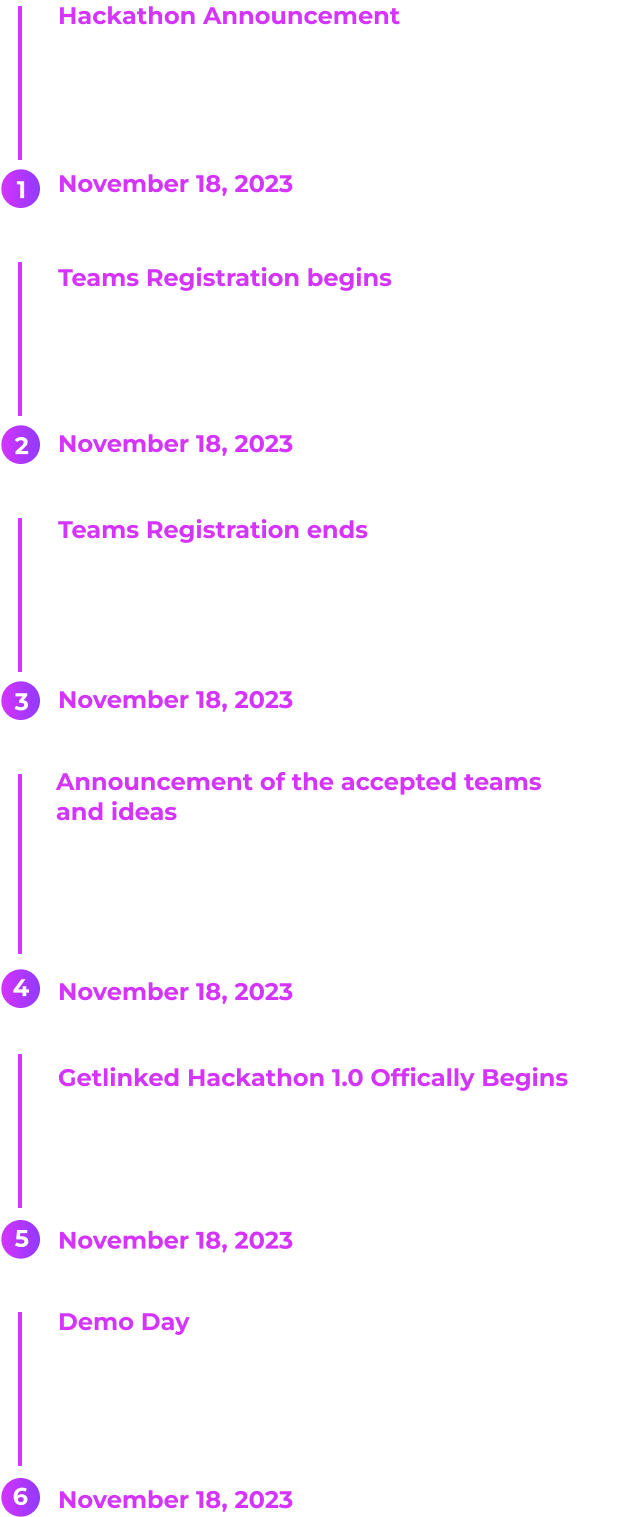 Hackathon Announcement
1
November 18, 2023
Teams Registration begins
2
November 18, 2023
Teams Registration ends
3
November 18, 2023
Announcement of the accepted teams
and ideas
4
November 18, 2023
Getlinked Hackathon 1.0 Offically Begins
5
November 18, 2023
Demo Day
6
November 18, 2023